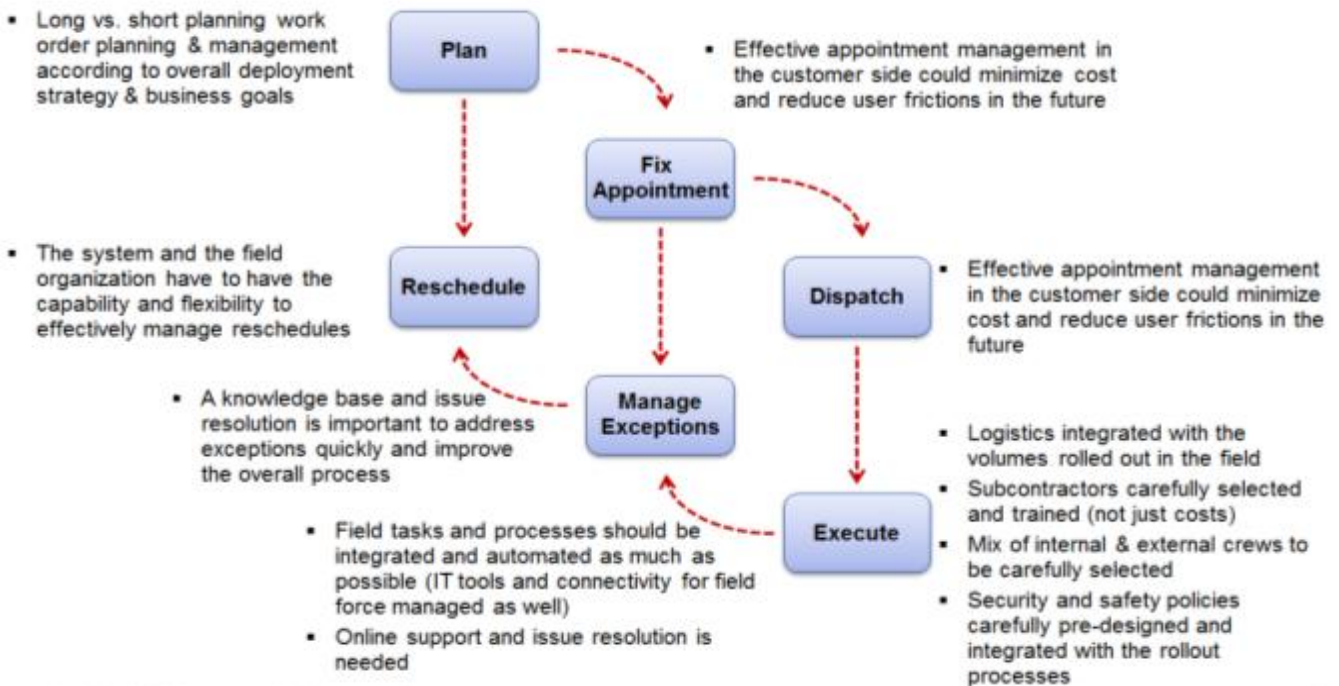 ▪ Long vs. short planning work
order planning & management
according to overall deployment
strategy & business goals
Plan
▪ Effective appointment management in
the customer side could minimize cost
and reduce user frictions in the future
Fix
Appointment
▪ The system and the field
organization have to have the
capability and flexibility to
effectively manage reschedules
Reschedule
Dispatch
▪ Effective appointment management
in the customer side could minimize
cost and reduce user frictions in the
future
▪ A knowledge base and issue
resolution is important to address
exceptions quickly and improve
the overall process
Manage
Exceptions
▪ Field tasks and processes should be
integrated and automated as much as
possible (IT tools and connectivity for field
force managed as well)
▪ Online support and issue resolution is
needed
Execute
▪ Logistics integrated with the
volumes rolled out in the field
▪ Subcontractors carefully selected
and trained (not just costs)
▪ Mix of internal & external crews to
be carefully selected
▪ Security and safety policies
carefully pre-designed and
integrated with the rollout
processes